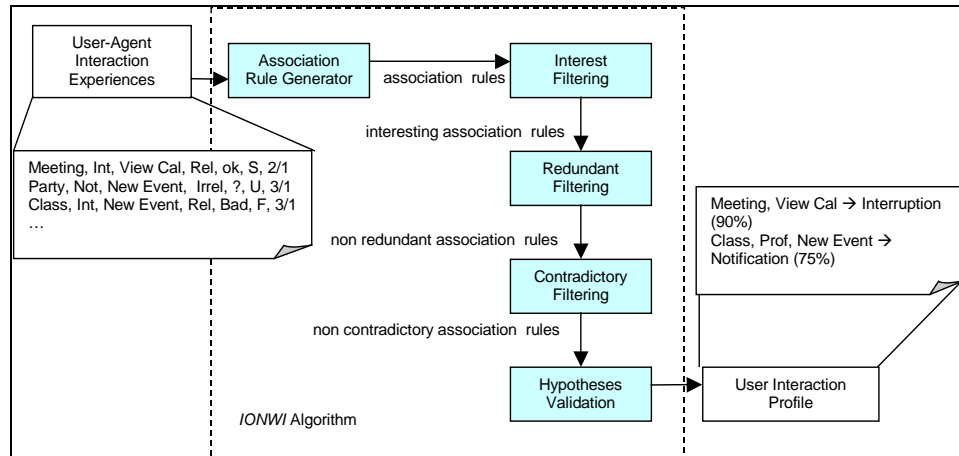 User-Agent
Interaction
Experiences
Association
Rule Generator
association rules
Interest
Filtering
interesting association rules
Meeting, Int, View Cal, Rel, ok, S, 2/1
Party, Not, New Event, Irrel, ?, U, 3/1
Class, Int, New Event, Rel, Bad, F, 3/1
…
Redundant
Filtering
non redundant association rules
Meeting, View Cal → Interruption
(90%)
Class, Prof, New Event →
Notification (75%)
Contradictory
Filtering
non contradictory association rules
Hypotheses
Validation
User Interaction
Profile
IONWI Algorithm